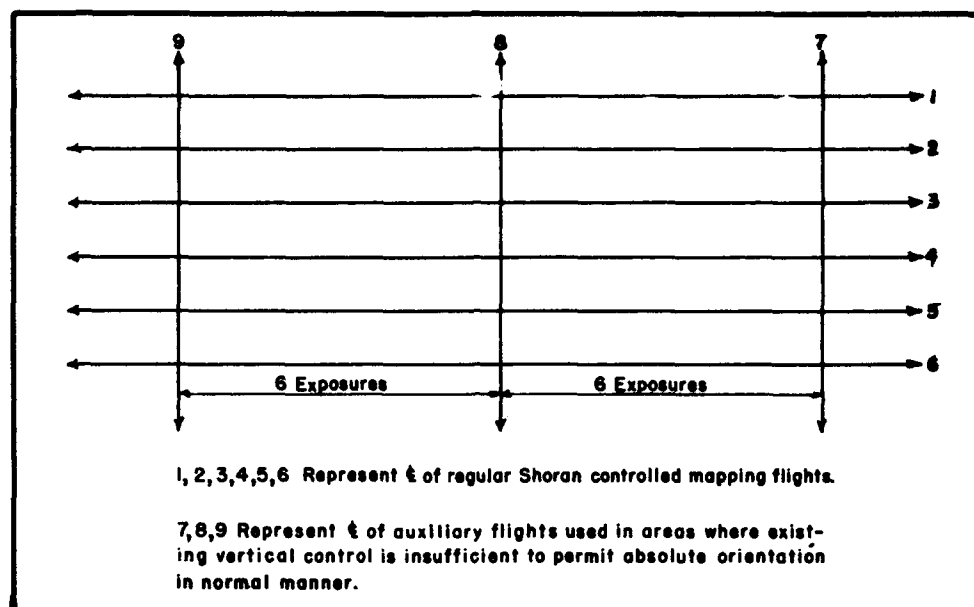 9 8 7
1
2
3
4
5
6
6 Exposures 6 Exposures
1, 2, 3, 4, 5, 6 Represent ℄ of regular Shoran controlled mapping flights.
7, 8, 9 Represent ℄ of auxiliary flights used in areas where exist-
ing vertical control is insufficient to permit absolute orientation
in normal manner.